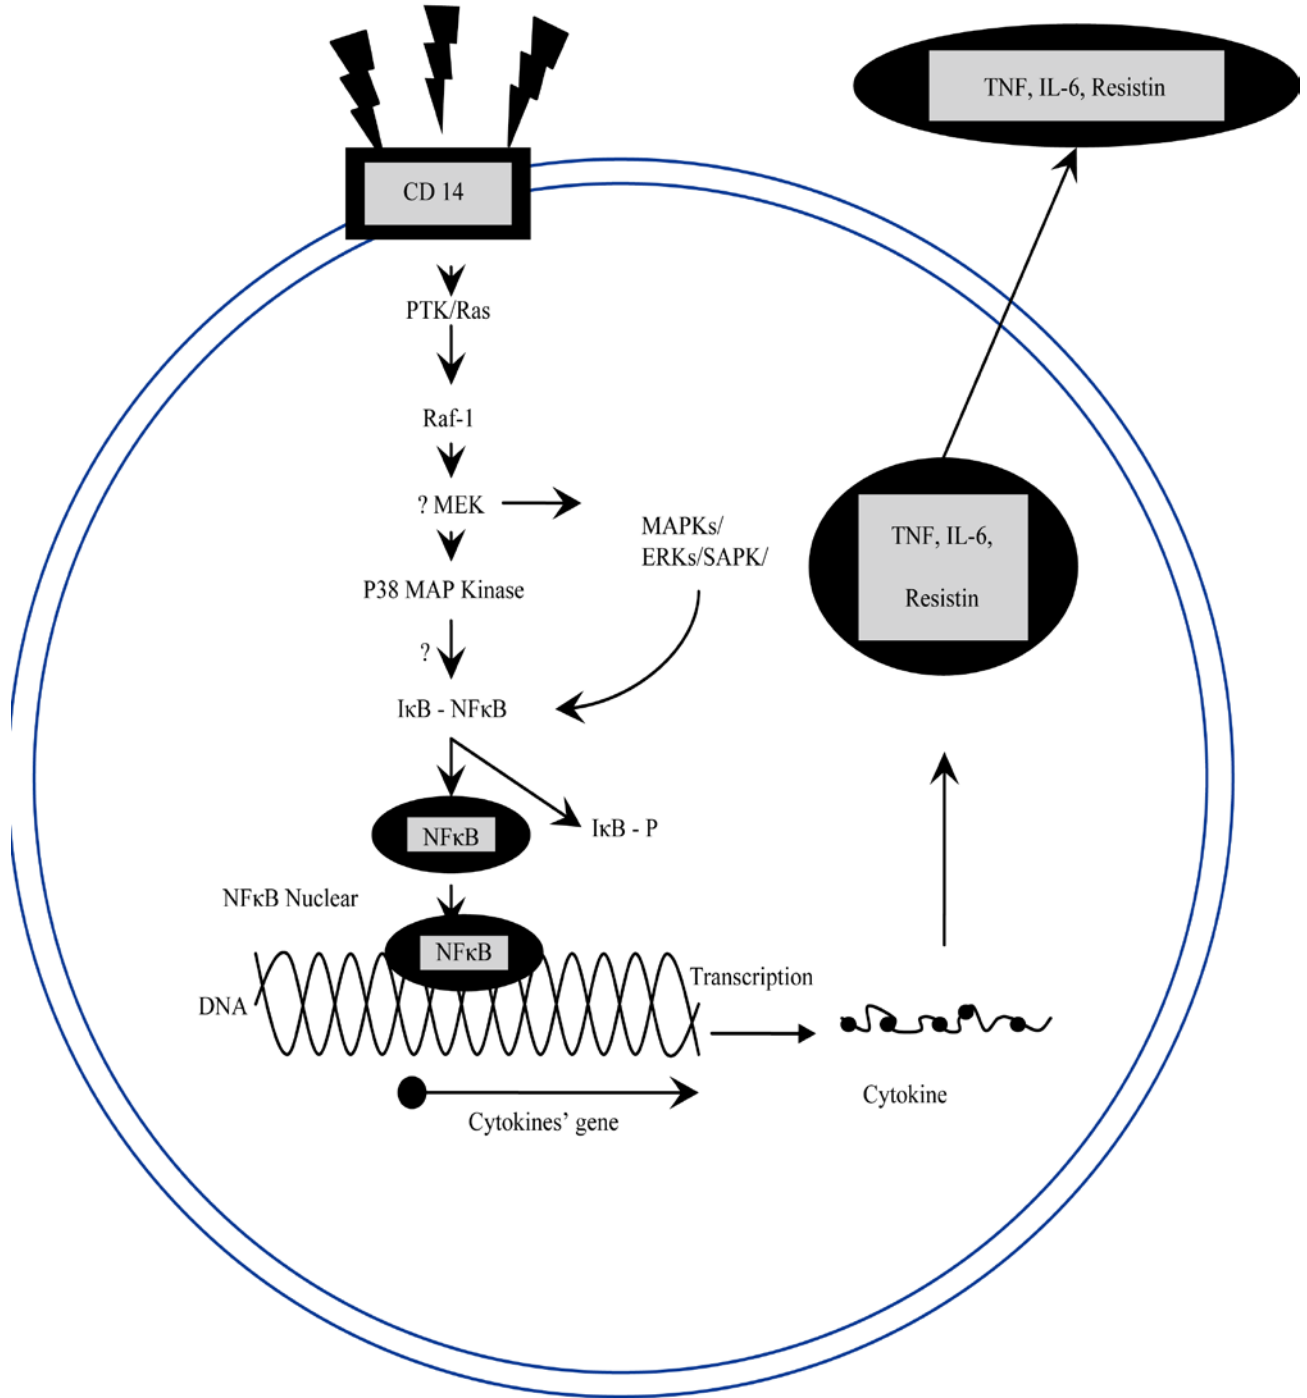 TNF, IL-6, Resistin
CD 14
PTK/Ras
Raf-1
? MEK
MAPKs/
ERKs/SAPK/
TNF, IL-6,
Resistin
P38 MAP Kinase
?
IκB - NFκB
IκB - P
NFκB
NFκB Nuclear
NFκB
Transcription
DNA
Cytokine
Cytokines’ gene